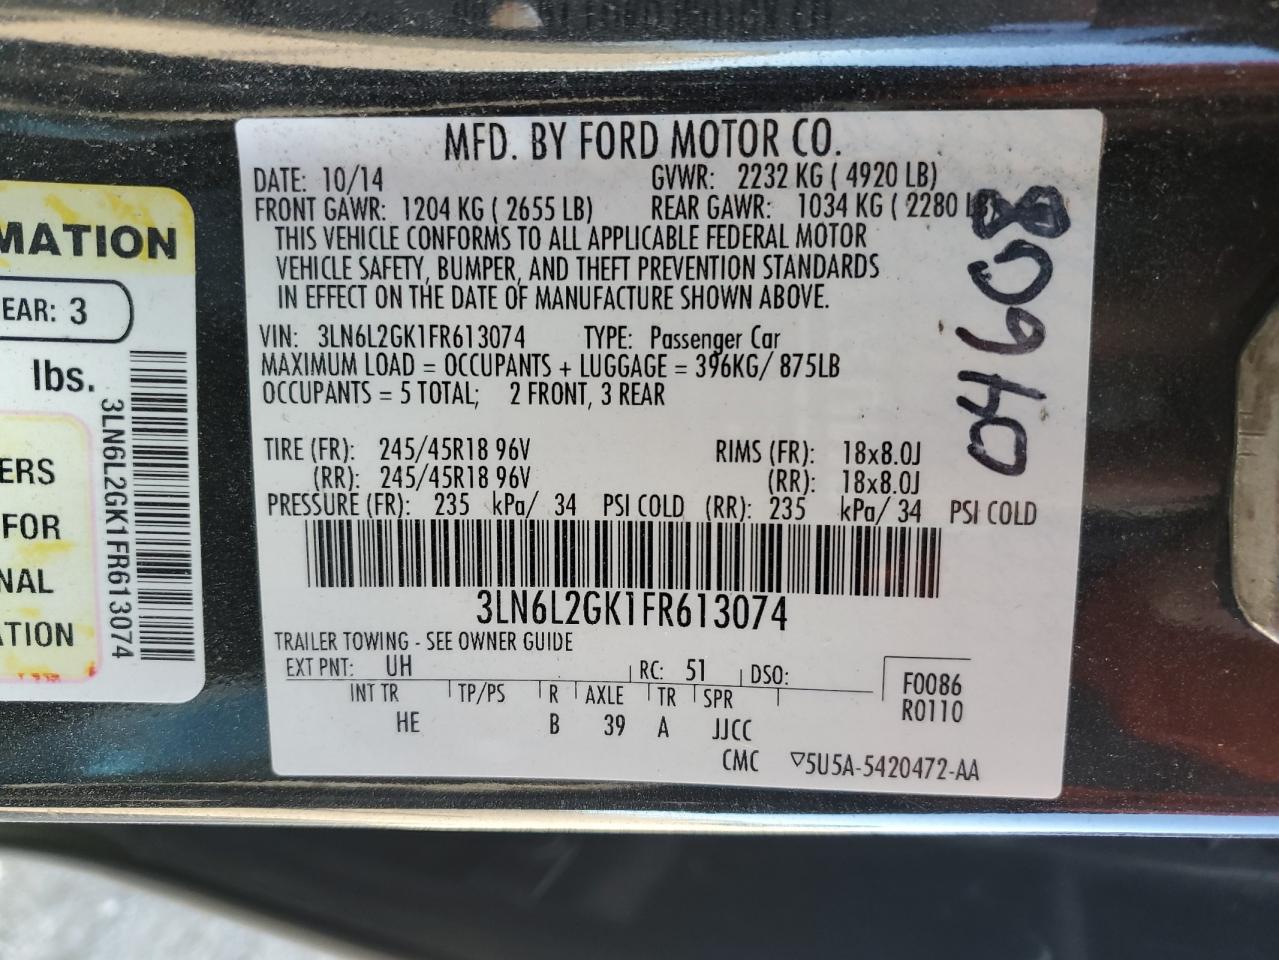 MFD. BY FORD MOTOR CO.
DATE: 10/14 GVWR: 2232 KG ( 4920 LB)
FRONT GAWR: 1204 KG ( 2655 LB) REAR GAWR: 1034 KG ( 2280 LB)
THIS VEHICLE CONFORMS TO ALL APPLICABLE FEDERAL MOTOR
VEHICLE SAFETY, BUMPER, AND THEFT PREVENTION STANDARDS
IN EFFECT ON THE DATE OF MANUFACTURE SHOWN ABOVE.
VIN: 3LN6L2GK1FR613074 TYPE: Passenger Car
MAXIMUM LOAD = OCCUPANTS + LUGGAGE = 396KG/ 875LB
OCCUPANTS = 5 TOTAL; 2 FRONT, 3 REAR
TIRE (FR): 245/45R18 96V RIMS (FR): 18x8.0J
(RR): 245/45R18 96V (RR): 18x8.0J
PRESSURE (FR): 235 kPa/ 34 PSI COLD (RR): 235 kPa/ 34 PSI COLD
3LN6L2GK1FR613074
TRAILER TOWING - SEE OWNER GUIDE
EXT PNT: UH RC: 51 DSO:
INT TR TP/PS R AXLE TR SPR
HE B 39 A JJCC
F0086
R0110
CMC ▽5U5A-5420472-AA
80940
MATION
EAR: 3
lbs.
ERS
FOR
NAL
TION
3LN6L2GK1FR613074